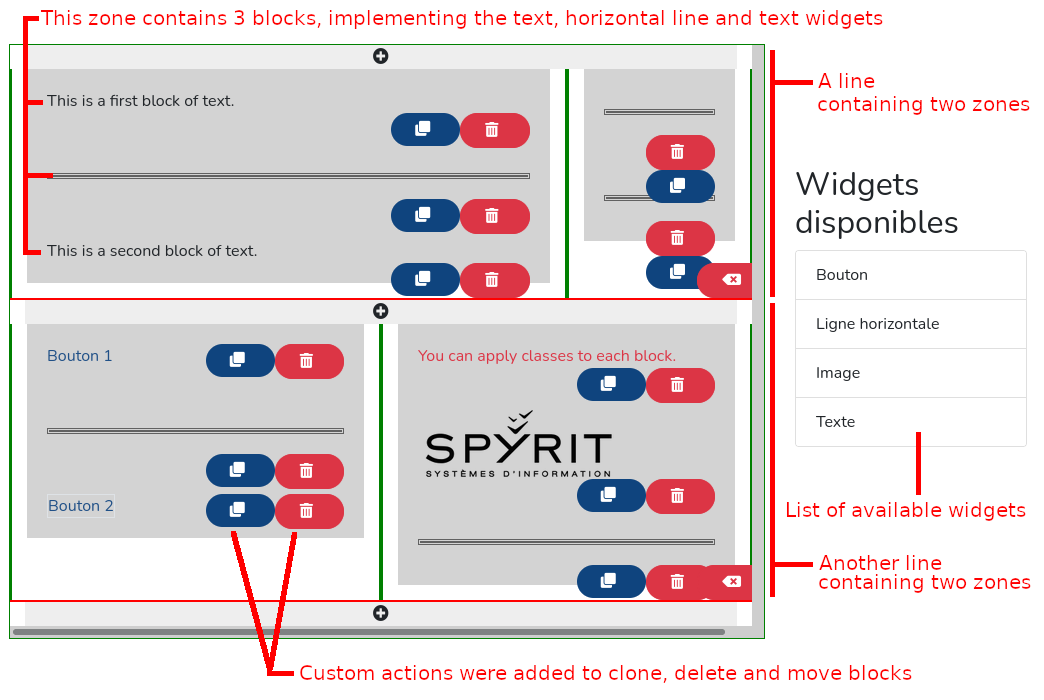 This zone contains 3 blocks, implementing the text, horizontal line and text widgets
This is a first block of text.
This is a second block of text.
A line
containing two zones
Widgets
disponibles
Bouton
Ligne horizontale
Image
Texte
List of available widgets
Bouton 1
Bouton 2
You can apply classes to each block.
SPYRIT
SYSTÈMES D'INFORMATION
Another line
containing two zones
Custom actions were added to clone, delete and move blocks